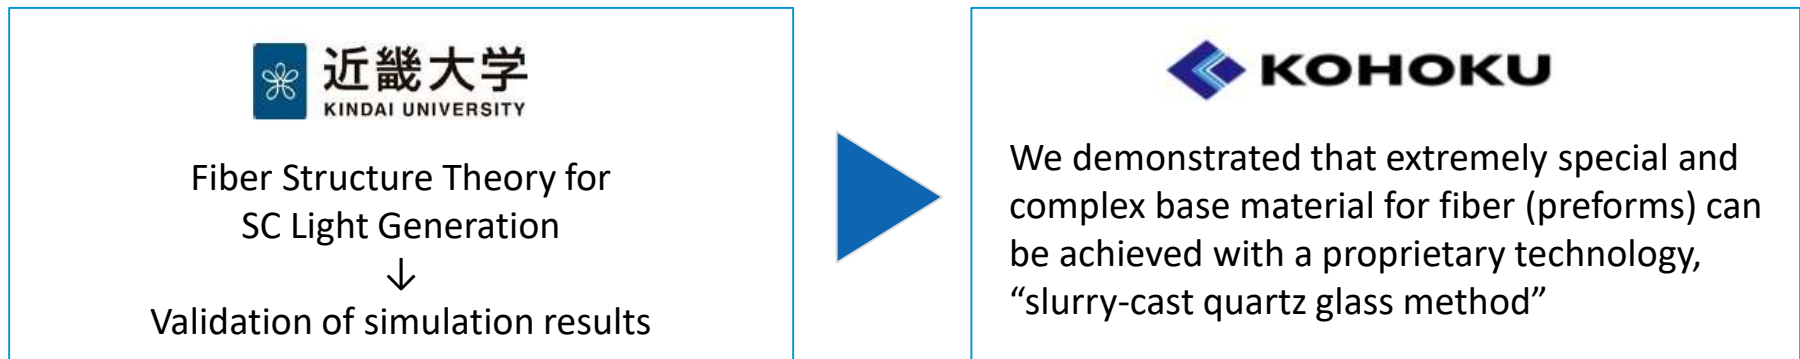 近畿大学
KINDAI UNIVERSITY
Fiber Structure Theory for
SC Light Generation
↓
Validation of simulation results
KOHOKU
We demonstrated that extremely special and
complex base material for fiber (preforms) can
be achieved with a proprietary technology,
“slurry-cast quartz glass method”